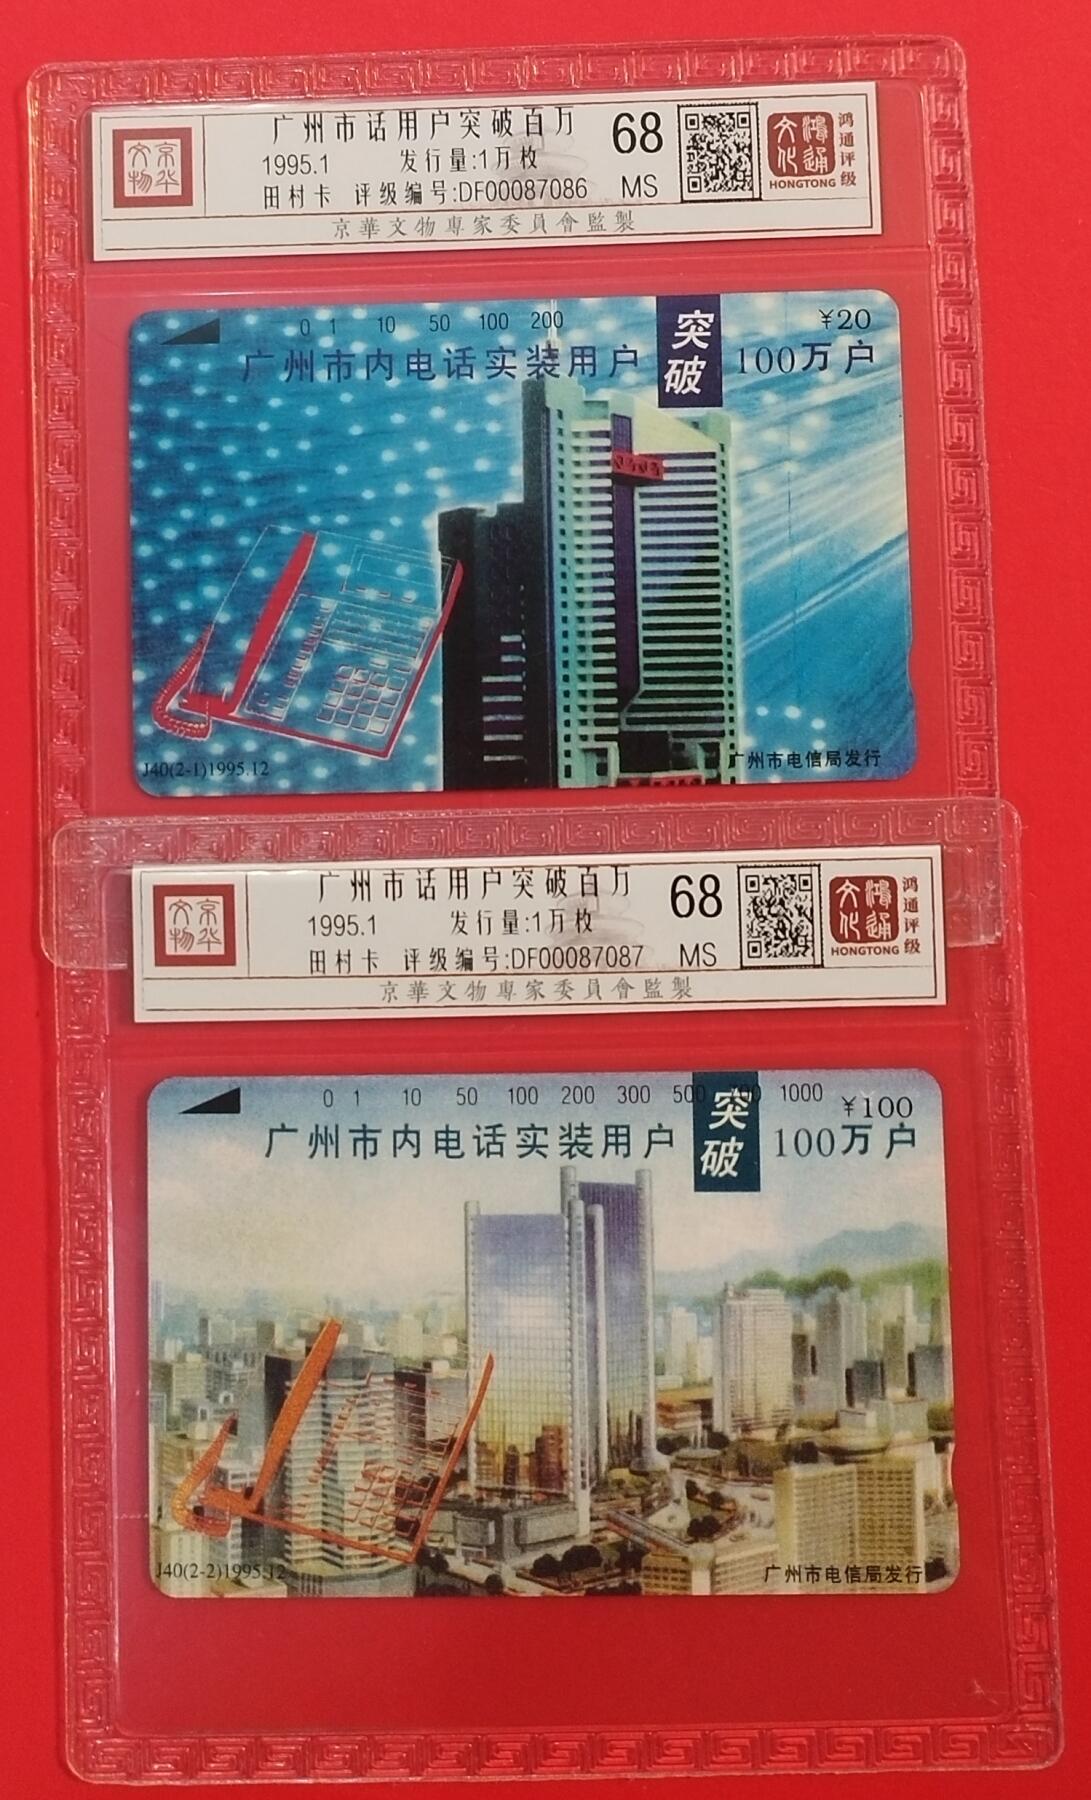 京华文物
广州市话用户突破百万
1995.1 发行量:1万枚
田村卡 评级编号:DF00087086
68
MS
鸿通文化
HONGTONG
鸿通评级
京華文物專家委員會監製
0 1 10 50 100 200
¥20
广州市内电话实装用户 突破 100万户
J40(2-1)1995.12
广州市电信局发行
京华文物
广州市话用户突破百万
1995.1 发行量:1万枚
田村卡 评级编号:DF00087087
68
MS
鸿通文化
HONGTONG
鸿通评级
京華文物專家委員會監製
0 1 10 50 100 200 300 500 700 1000
¥100
广州市内电话实装用户 突破 100万户
J40(2-2)1995.12
广州市电信局发行